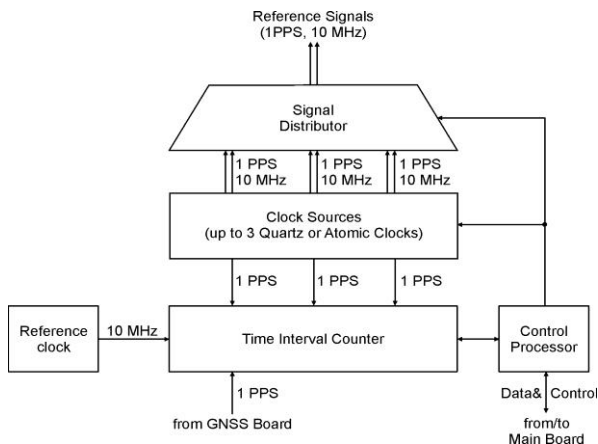 Reference Signals
(1PPS, 10 MHz)
Signal
Distributor
1 PPS
10 MHz
1 PPS
10 MHz
1 PPS
10 MHz
Clock Sources
(up to 3 Quartz or Atomic Clocks)
1 PPS
1 PPS
1 PPS
Reference
clock
10 MHz
Time Interval Counter
Control
Processor
1 PPS
Data& Control
from GNSS Board
from/to
Main Board